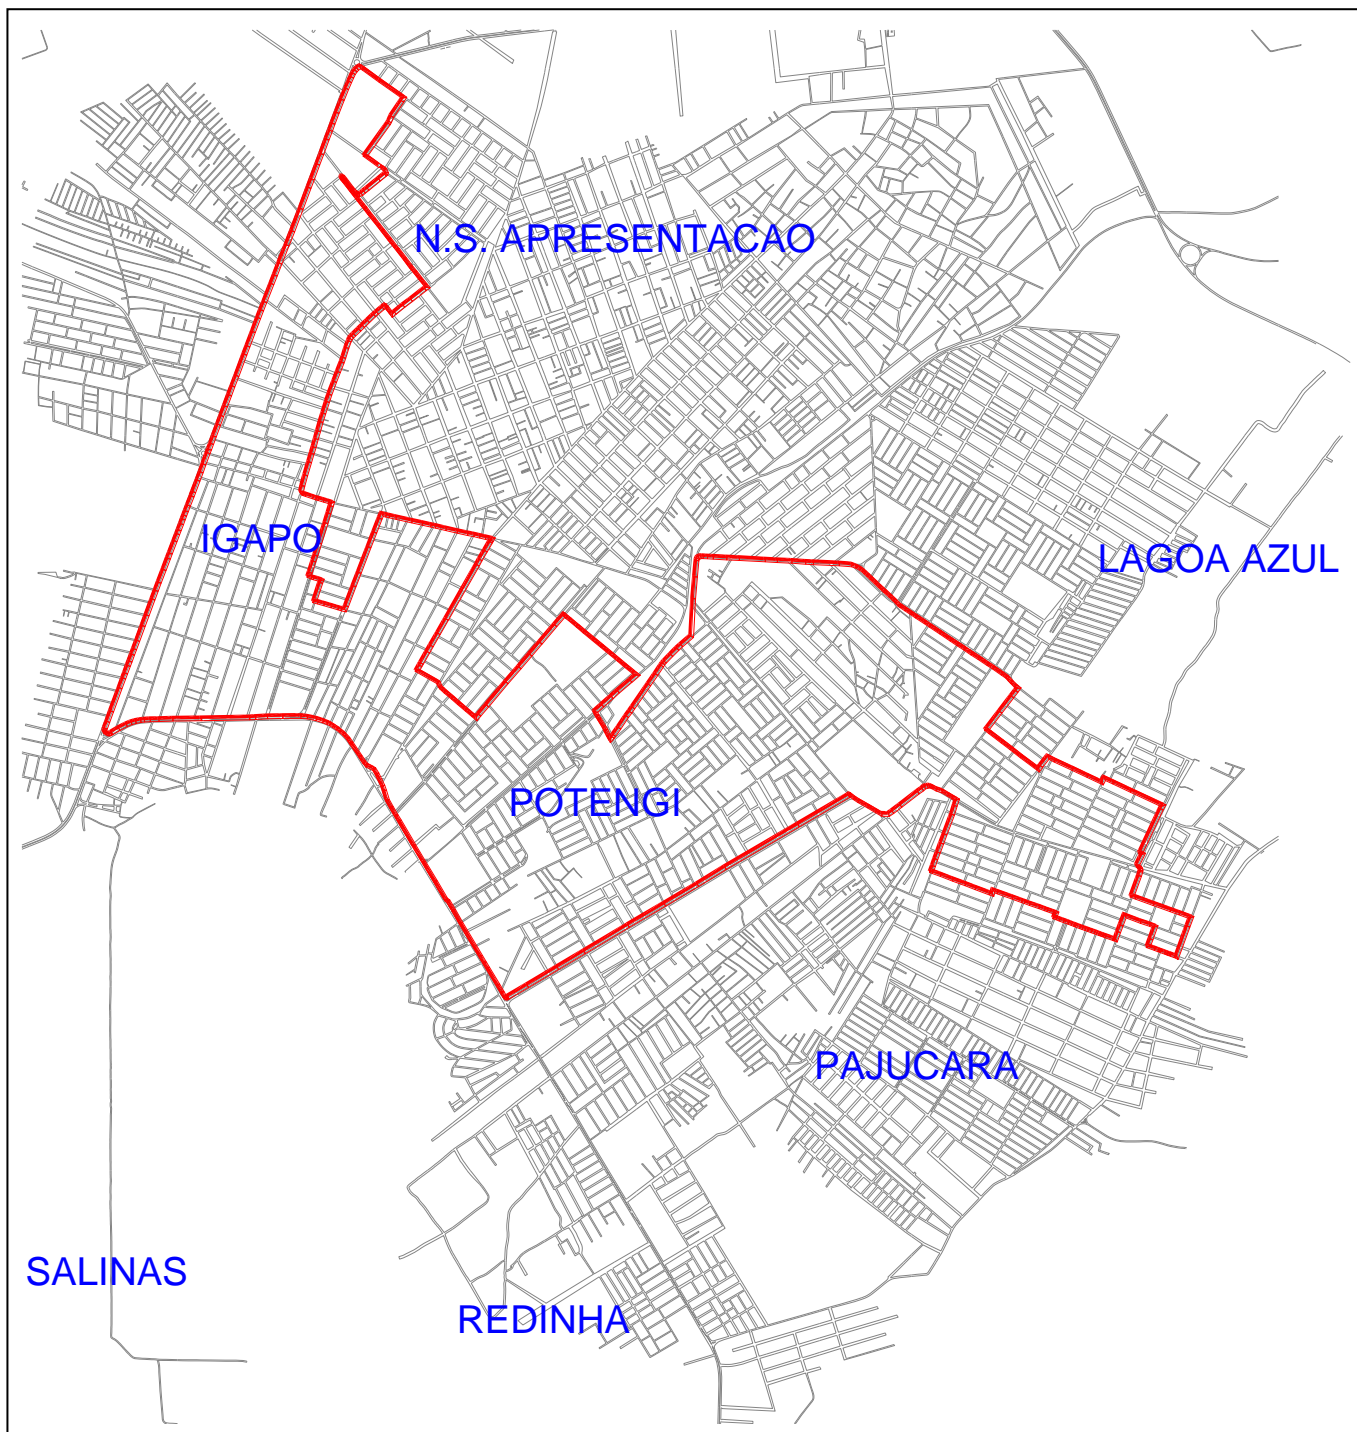 N.S. APRESENTACAO
IGAPO
LAGOA AZUL
POTENGI
PAJUCARA
SALINAS
REDINHA